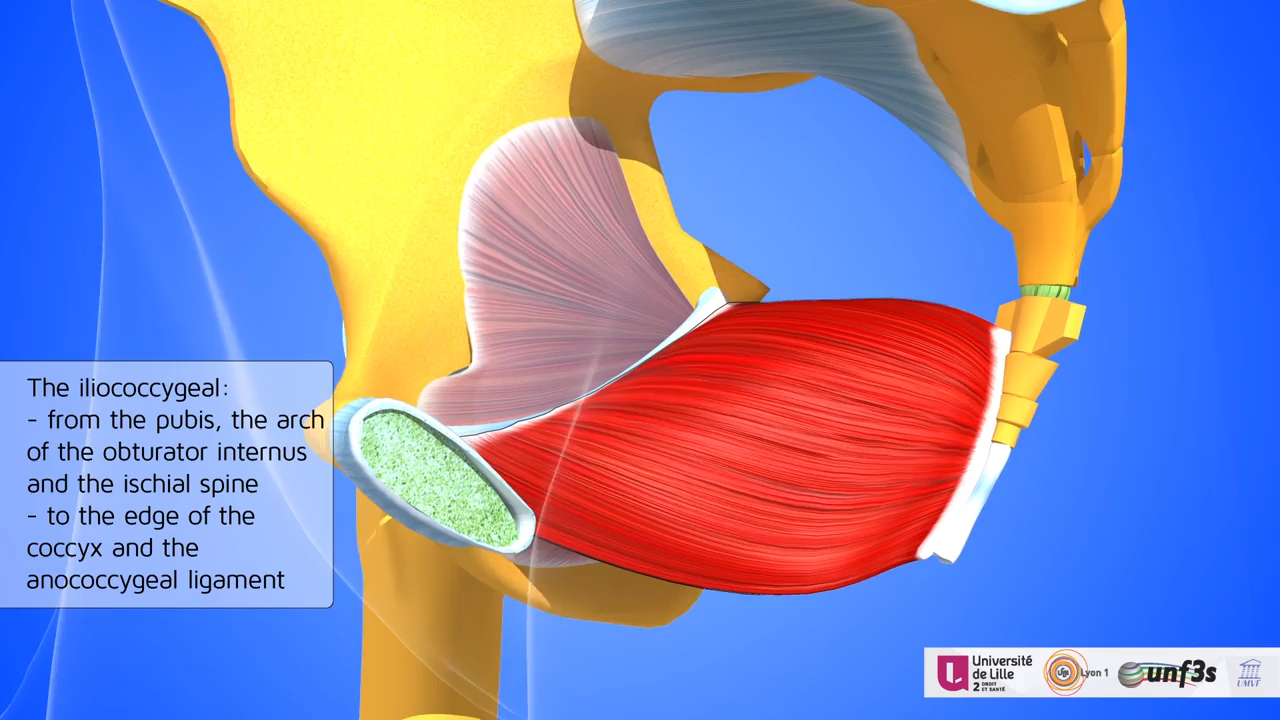 The iliococcygeal:
- from the pubis, the arch
of the obturator internus
and the ischial spine
- to the edge of the
coccyx and the
anococcygeal ligament
Université
de Lille
2 DROIT
ET SANTÉ
Lyon 1
unf3s
UMVF